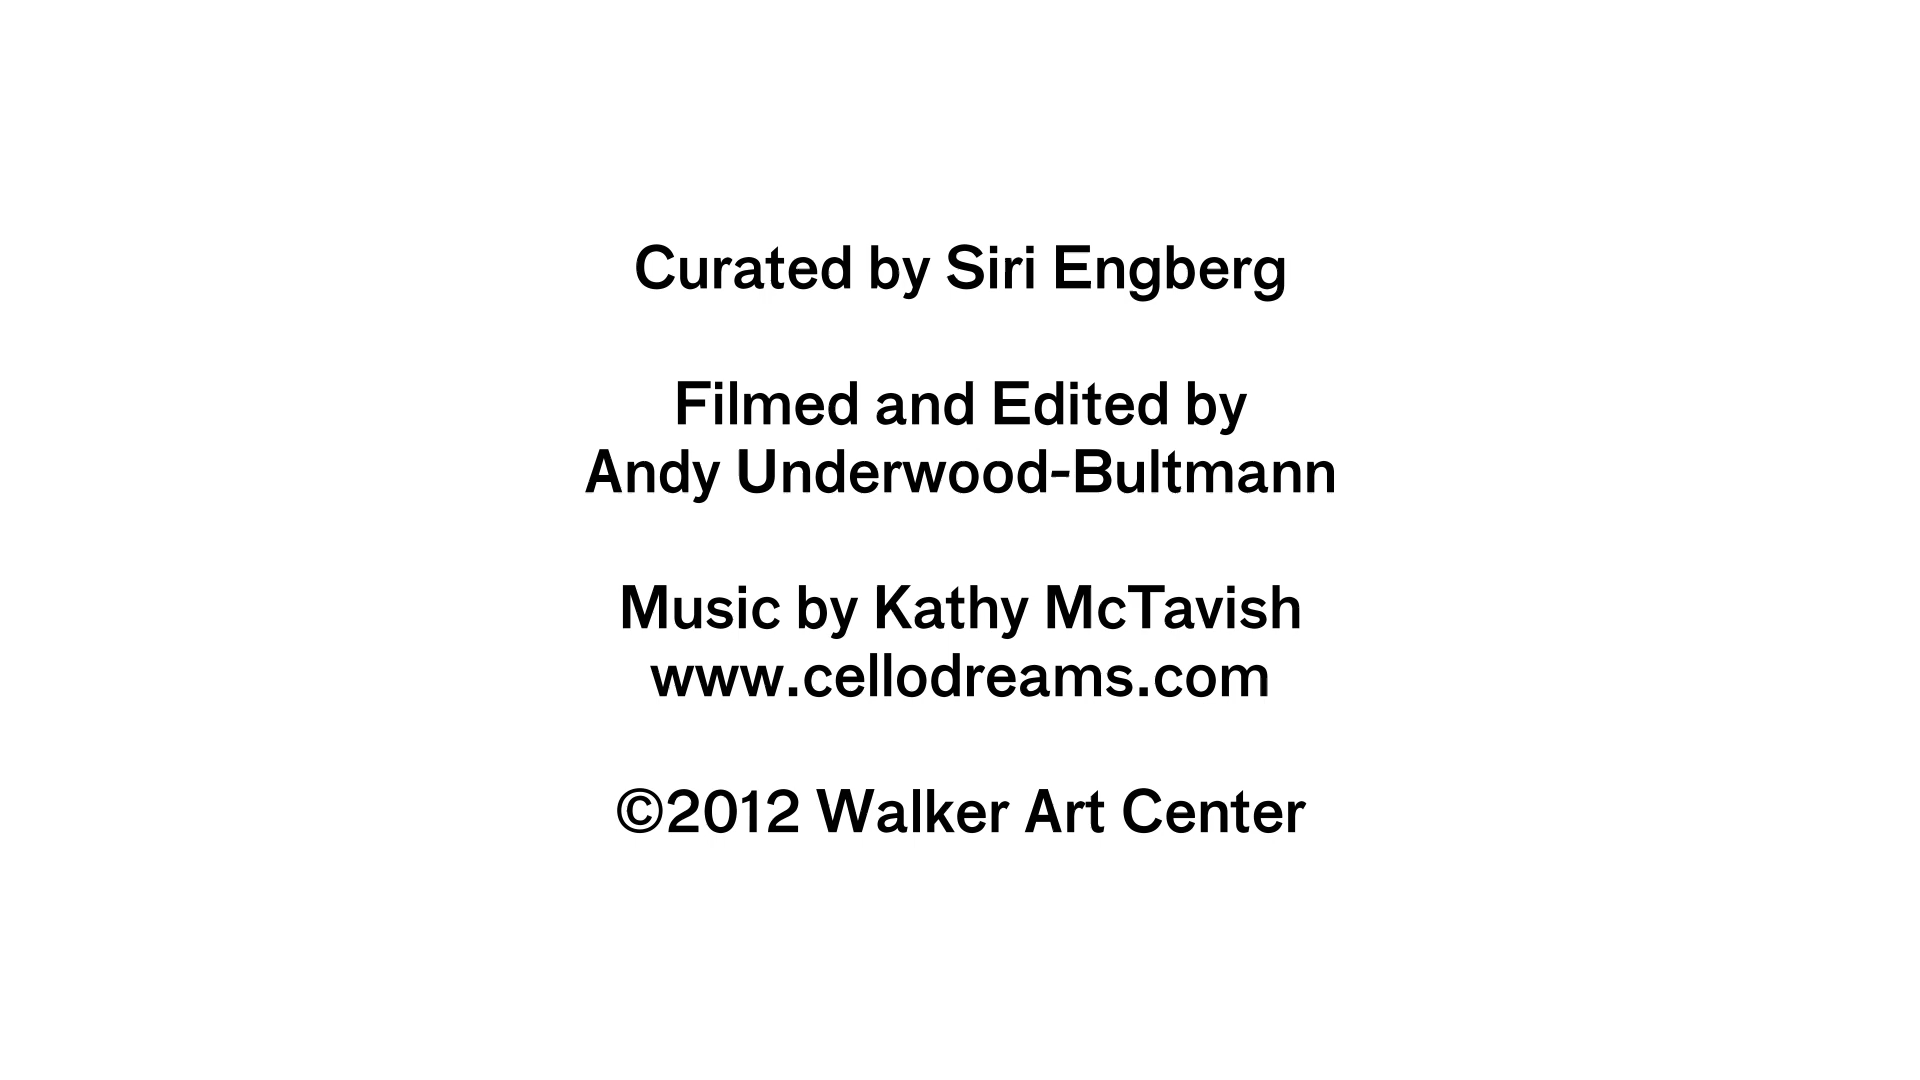 Curated by Siri Engberg
Filmed and Edited by
Andy Underwood-Bultmann
Music by Kathy McTavish
www.cellodreams.com
©2012 Walker Art Center